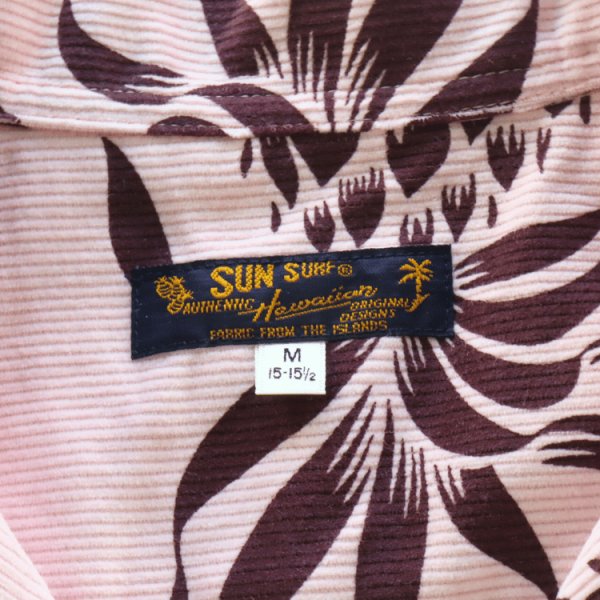 SUN SURF®
AUTHENTIC Hawaiian ORIGINAL
DESIGNS
FABRIC FROM THE ISLANDS
M
15-15½